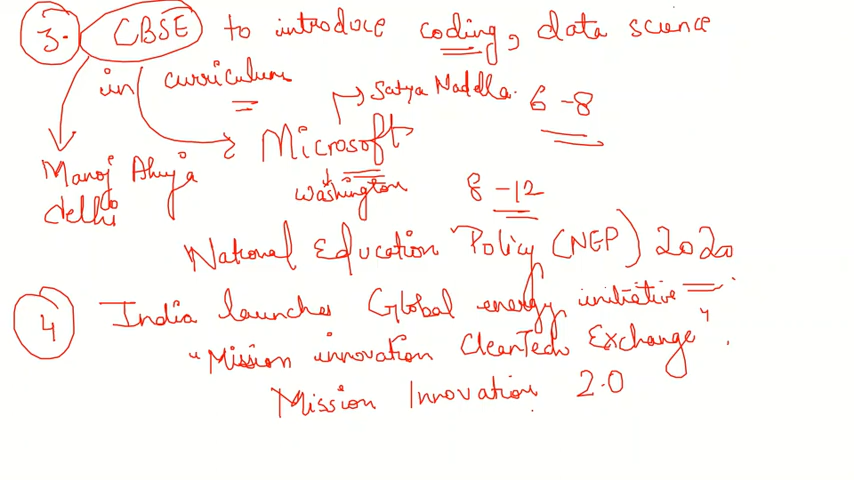 3. CBSE to introduce coding, data science
in curriculum
Satya Nadella.
6-8
Microsoft
Manoj Ahuja
Delhi
Washington
8-12
National Education Policy (NEP) 2020
4 India launches Global energy initiative
"Mission innovation CleanTech Exchange".
Mission Innovation 2.0